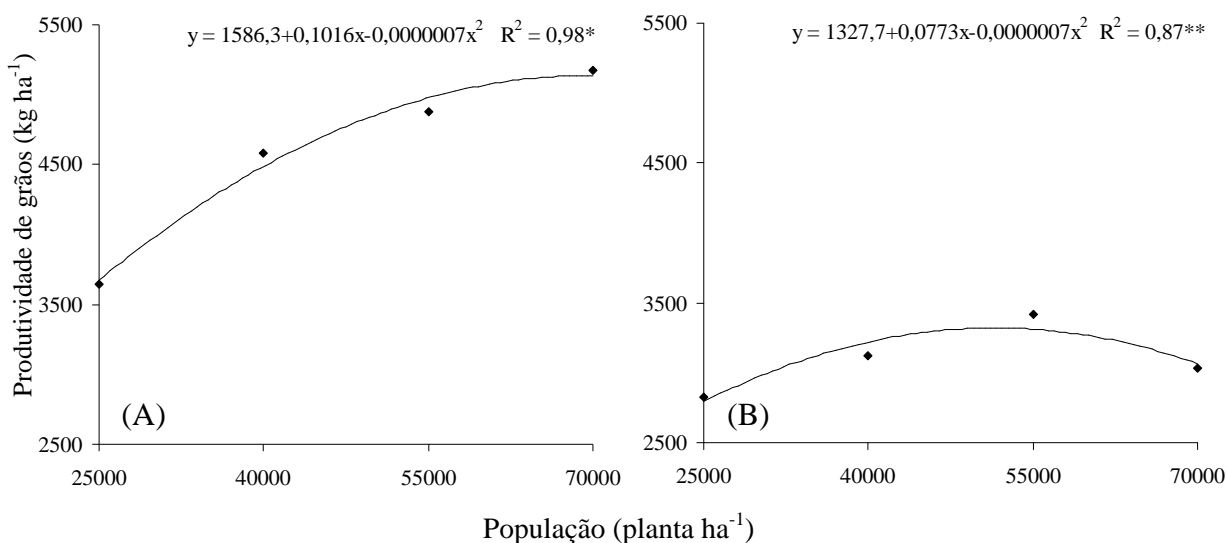 y = 1586,3+0,1016x-0,0000007x² R² = 0,98*
5500
4500
3500
2500
Produtividade de grãos (kg ha⁻¹)
(A)
25000 40000 55000 70000
y = 1327,7+0,0773x-0,0000007x² R² = 0,87**
5500
4500
3500
2500
(B)
25000 40000 55000 70000
População (planta ha⁻¹)